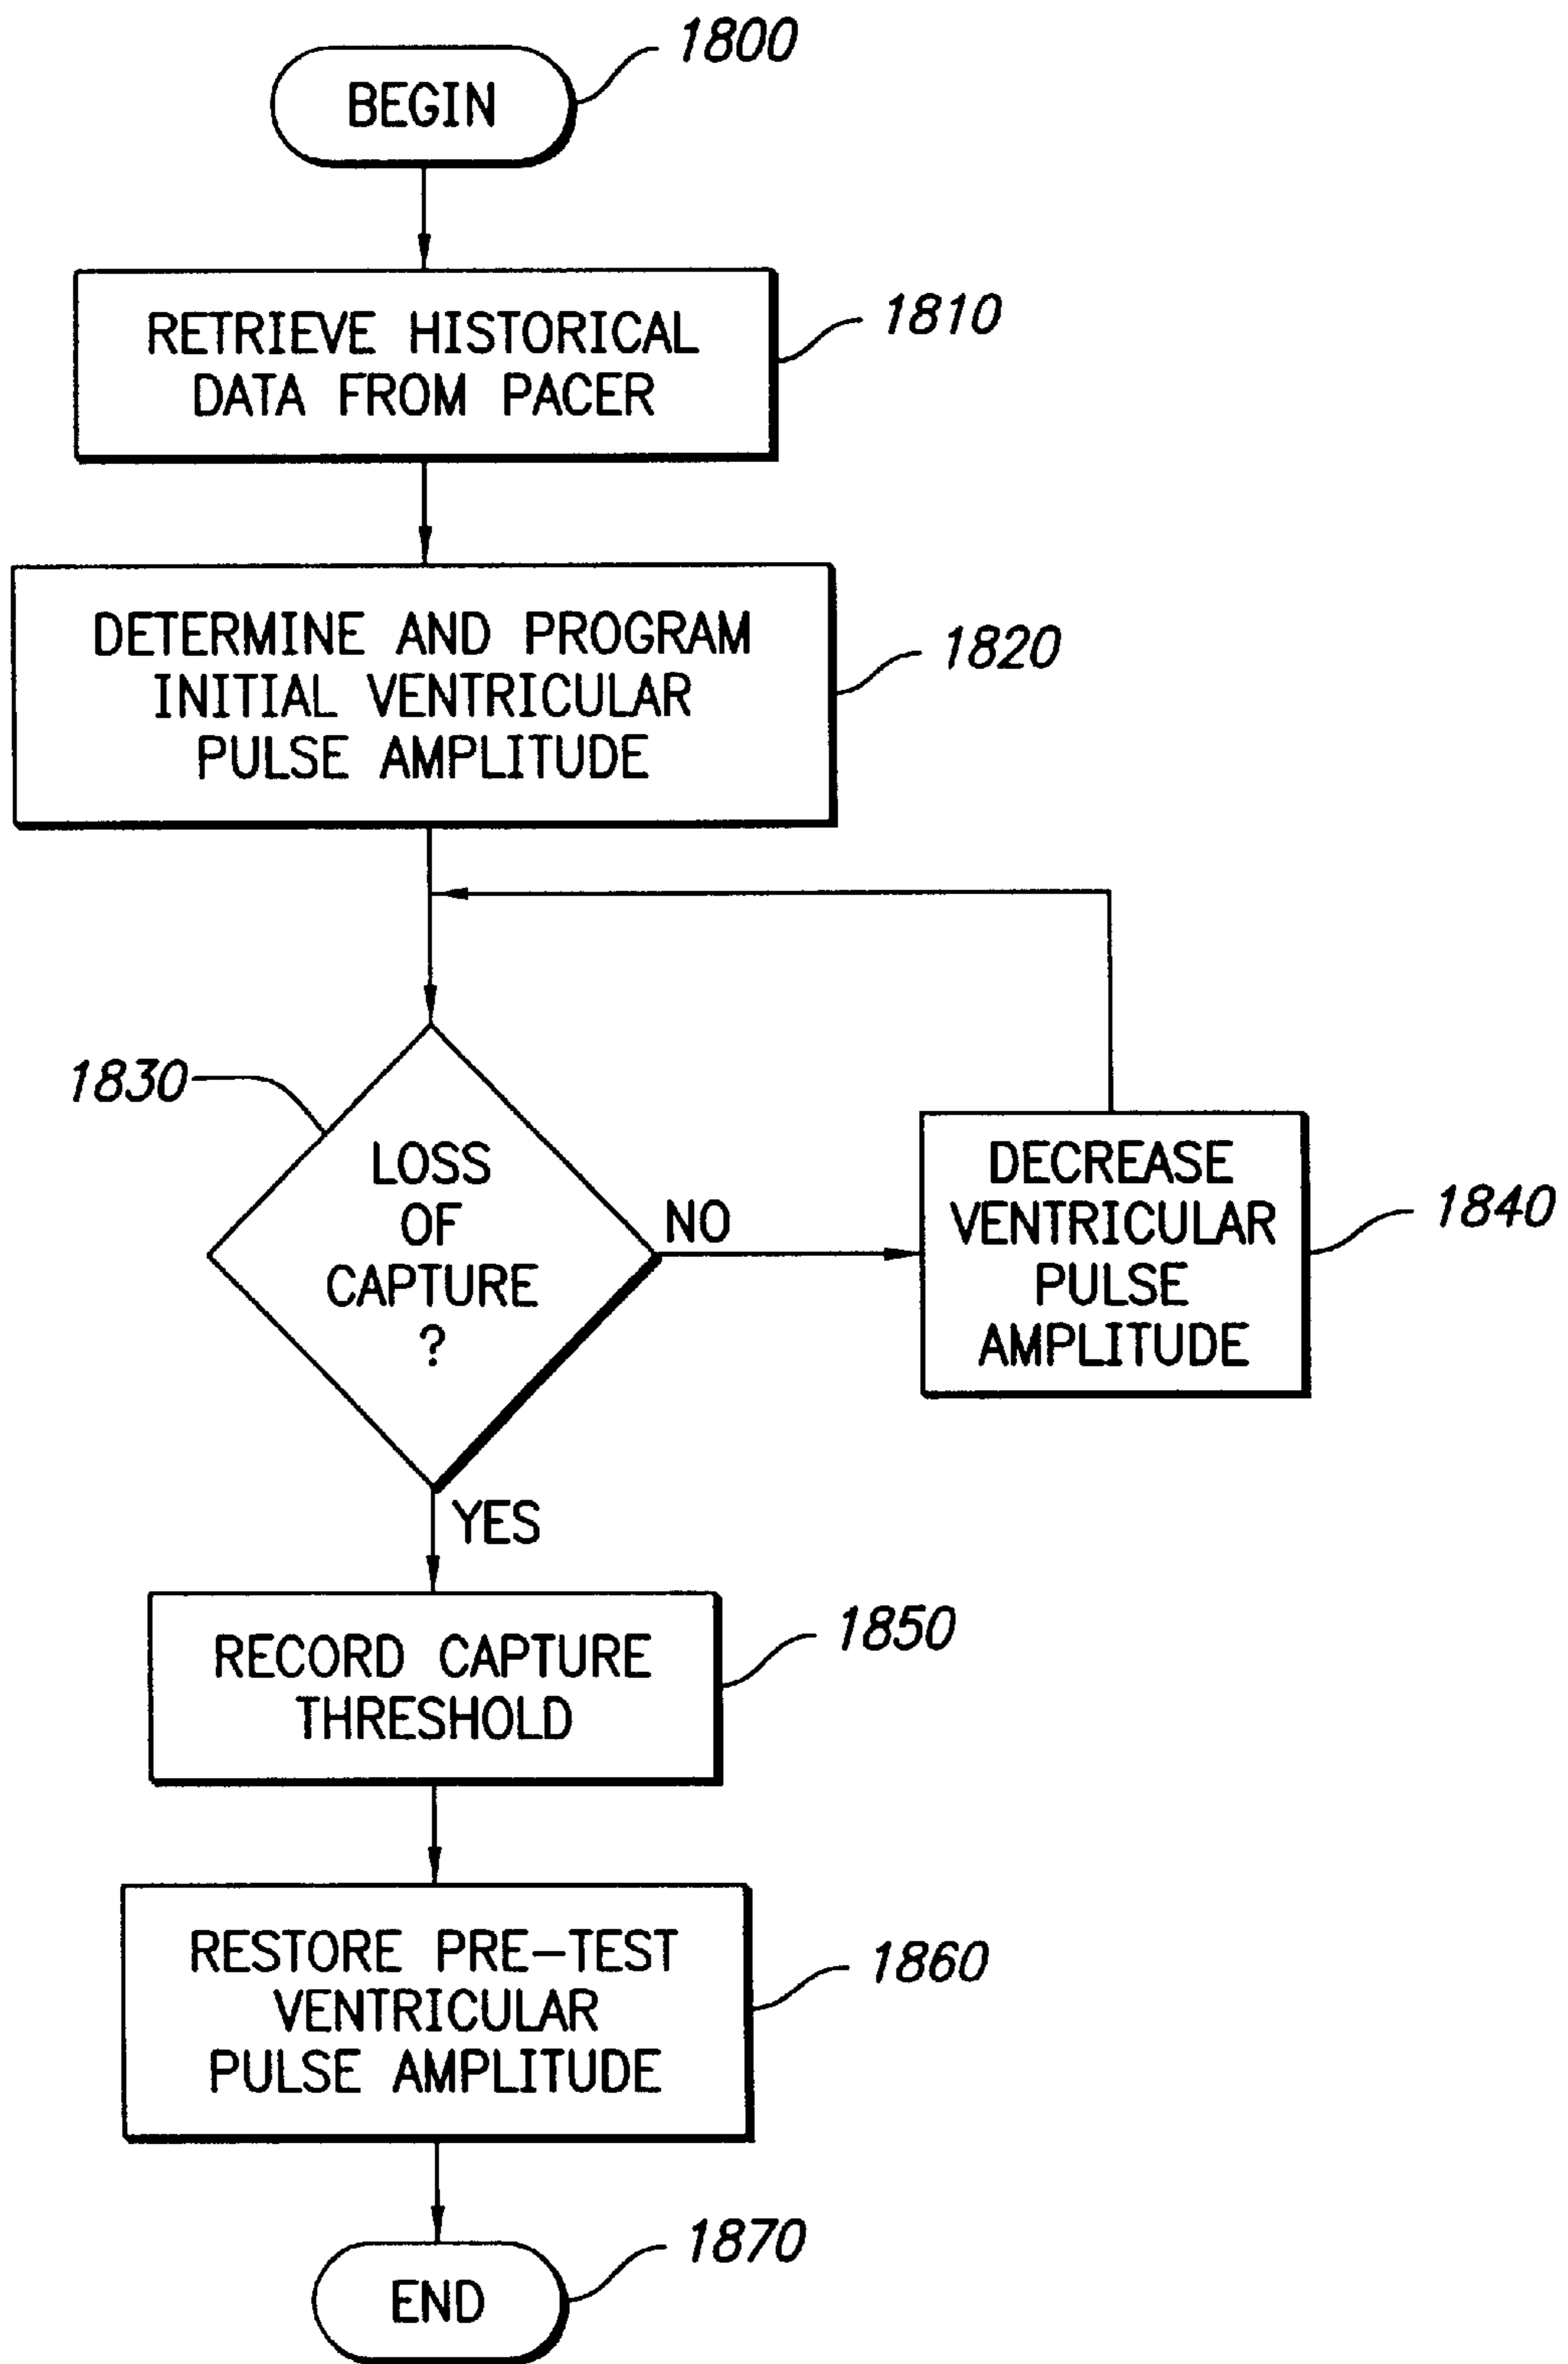 1800
BEGIN
1810
RETRIEVE HISTORICAL
DATA FROM PACER
1820
DETERMINE AND PROGRAM
INITIAL VENTRICULAR
PULSE AMPLITUDE
1830
LOSS
OF
CAPTURE
?
NO
DECREASE
VENTRICULAR
PULSE
AMPLITUDE
1840
YES
1850
RECORD CAPTURE
THRESHOLD
1860
RESTORE PRE-TEST
VENTRICULAR
PULSE AMPLITUDE
1870
END